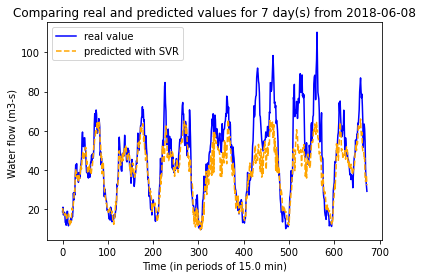 Comparing real and predicted values for 7 day(s) from 2018-06-08
real value
predicted with SVR
Water flow (m3-s)
100
80
60
40
20
0 100 200 300 400 500 600 700
Time (in periods of 15.0 min)